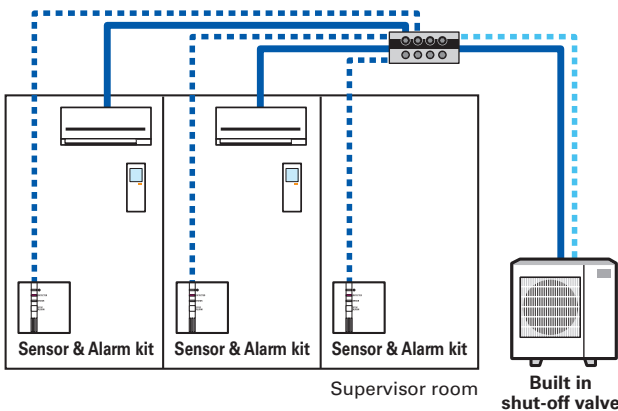 Sensor & Alarm kit
Sensor & Alarm kit
Sensor & Alarm kit
Supervisor room
Built in
shut-off valve